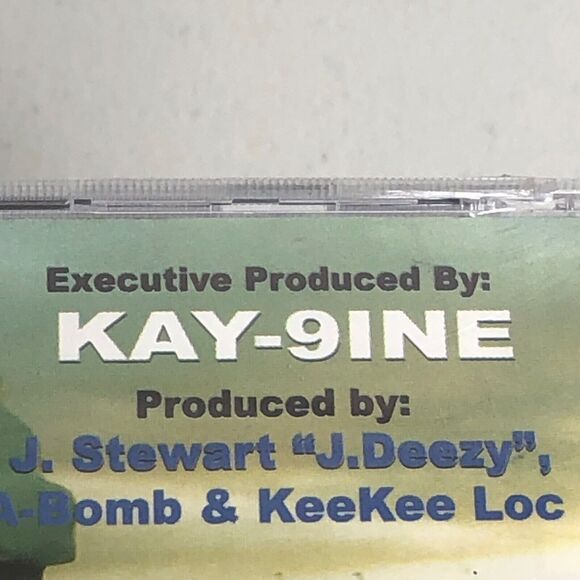 Executive Produced By:
KAY-9INE
Produced by:
J. Stewart “J.Deezy”,
A-Bomb & KeeKee Loc